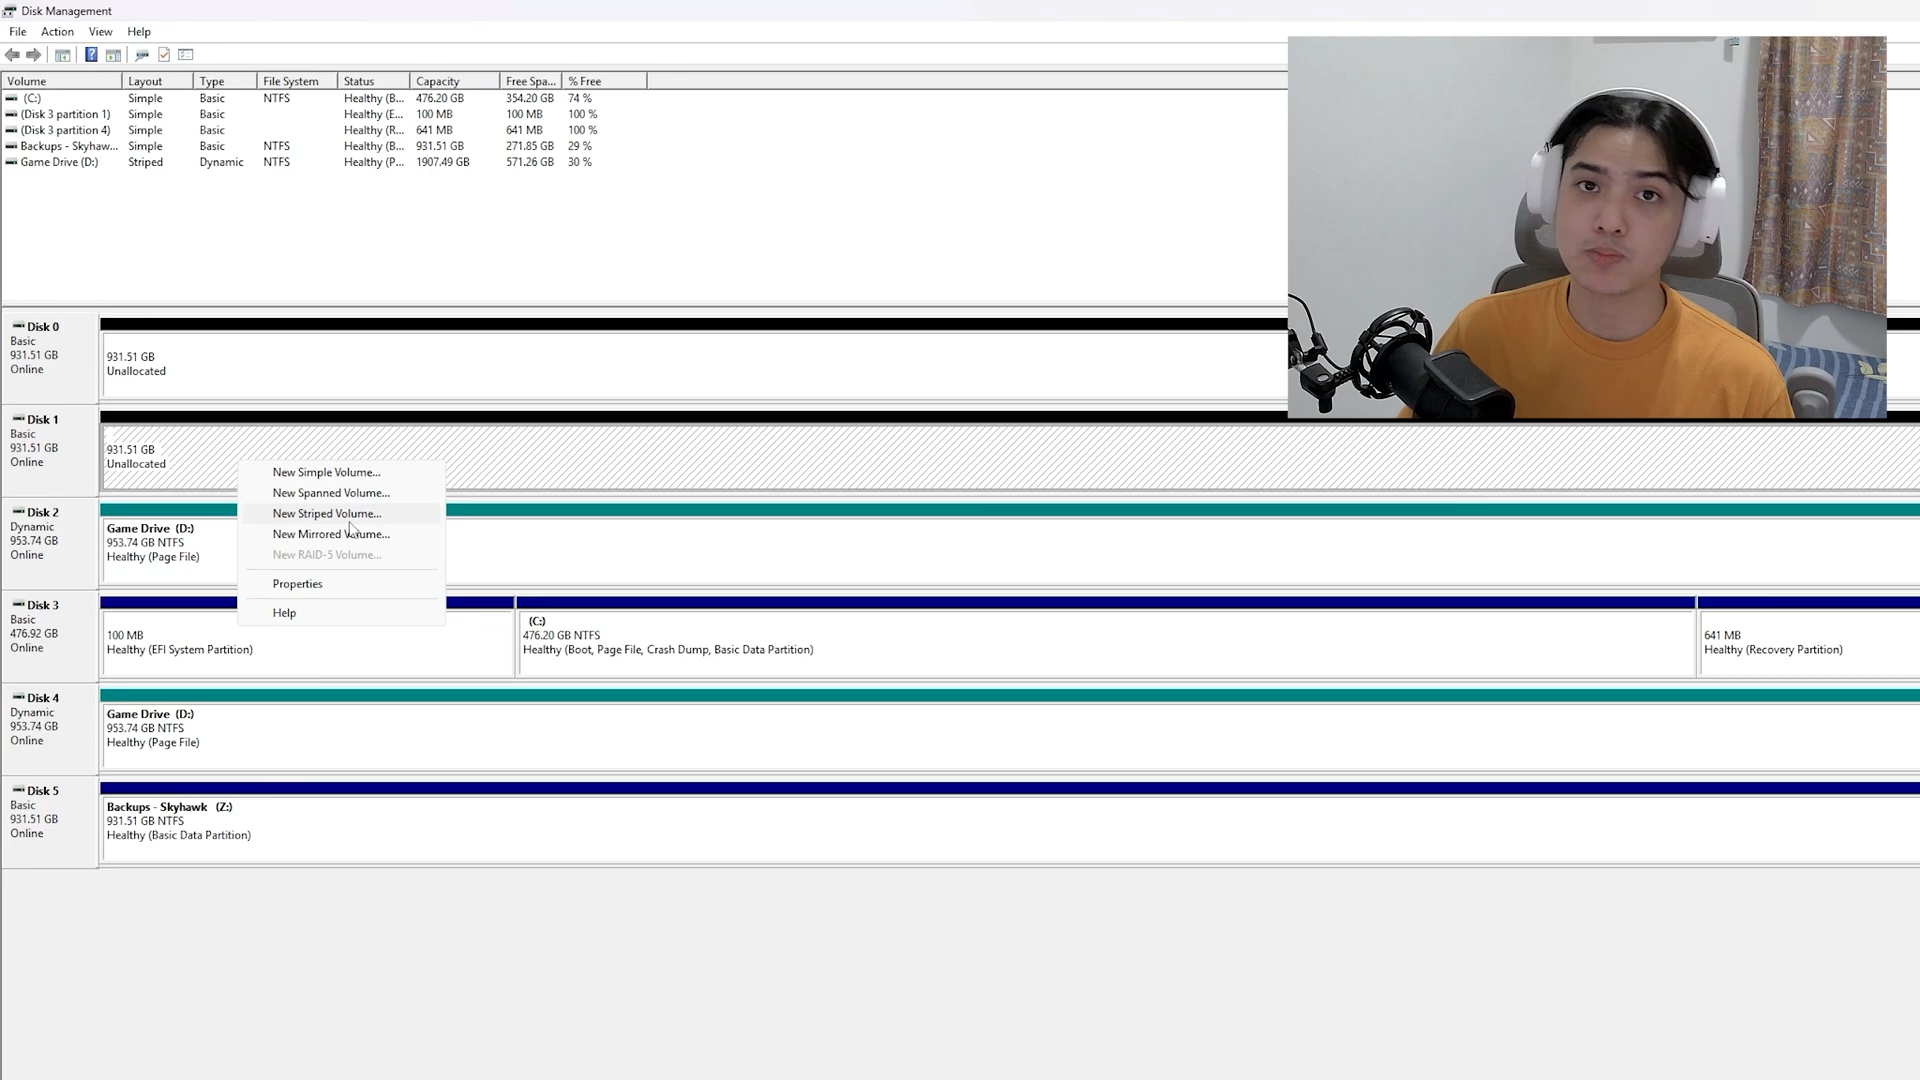 Disk Management
File Action View Help
Volume Layout Type File System Status Capacity Free Spa... % Free
(C:) Simple Basic NTFS Healthy (B... 476.20 GB 354.20 GB 74 %
(Disk 3 partition 1) Simple Basic Healthy (E... 100 MB 100 MB 100 %
(Disk 3 partition 4) Simple Basic Healthy (R... 641 MB 641 MB 100 %
Backups - Skyhaw... Simple Basic NTFS Healthy (B... 931.51 GB 271.85 GB 29 %
Game Drive (D:) Striped Dynamic NTFS Healthy (P... 1907.49 GB 571.26 GB 30 %
Disk 0
Basic
931.51 GB
Online
931.51 GB
Unallocated
Disk 1
Basic
931.51 GB
Online
931.51 GB
Unallocated
New Simple Volume...
New Spanned Volume...
New Striped Volume...
New Mirrored Volume...
New RAID-5 Volume...
Properties
Help
Disk 2
Dynamic
953.74 GB
Online
Game Drive (D:)
953.74 GB NTFS
Healthy (Page File)
Disk 3
Basic
476.92 GB
Online
100 MB
Healthy (EFI System Partition)
(C:)
476.20 GB NTFS
Healthy (Boot, Page File, Crash Dump, Basic Data Partition)
641 MB
Healthy (Recovery Partition)
Disk 4
Dynamic
953.74 GB
Online
Game Drive (D:)
953.74 GB NTFS
Healthy (Page File)
Disk 5
Basic
931.51 GB
Online
Backups - Skyhawk (Z:)
931.51 GB NTFS
Healthy (Basic Data Partition)